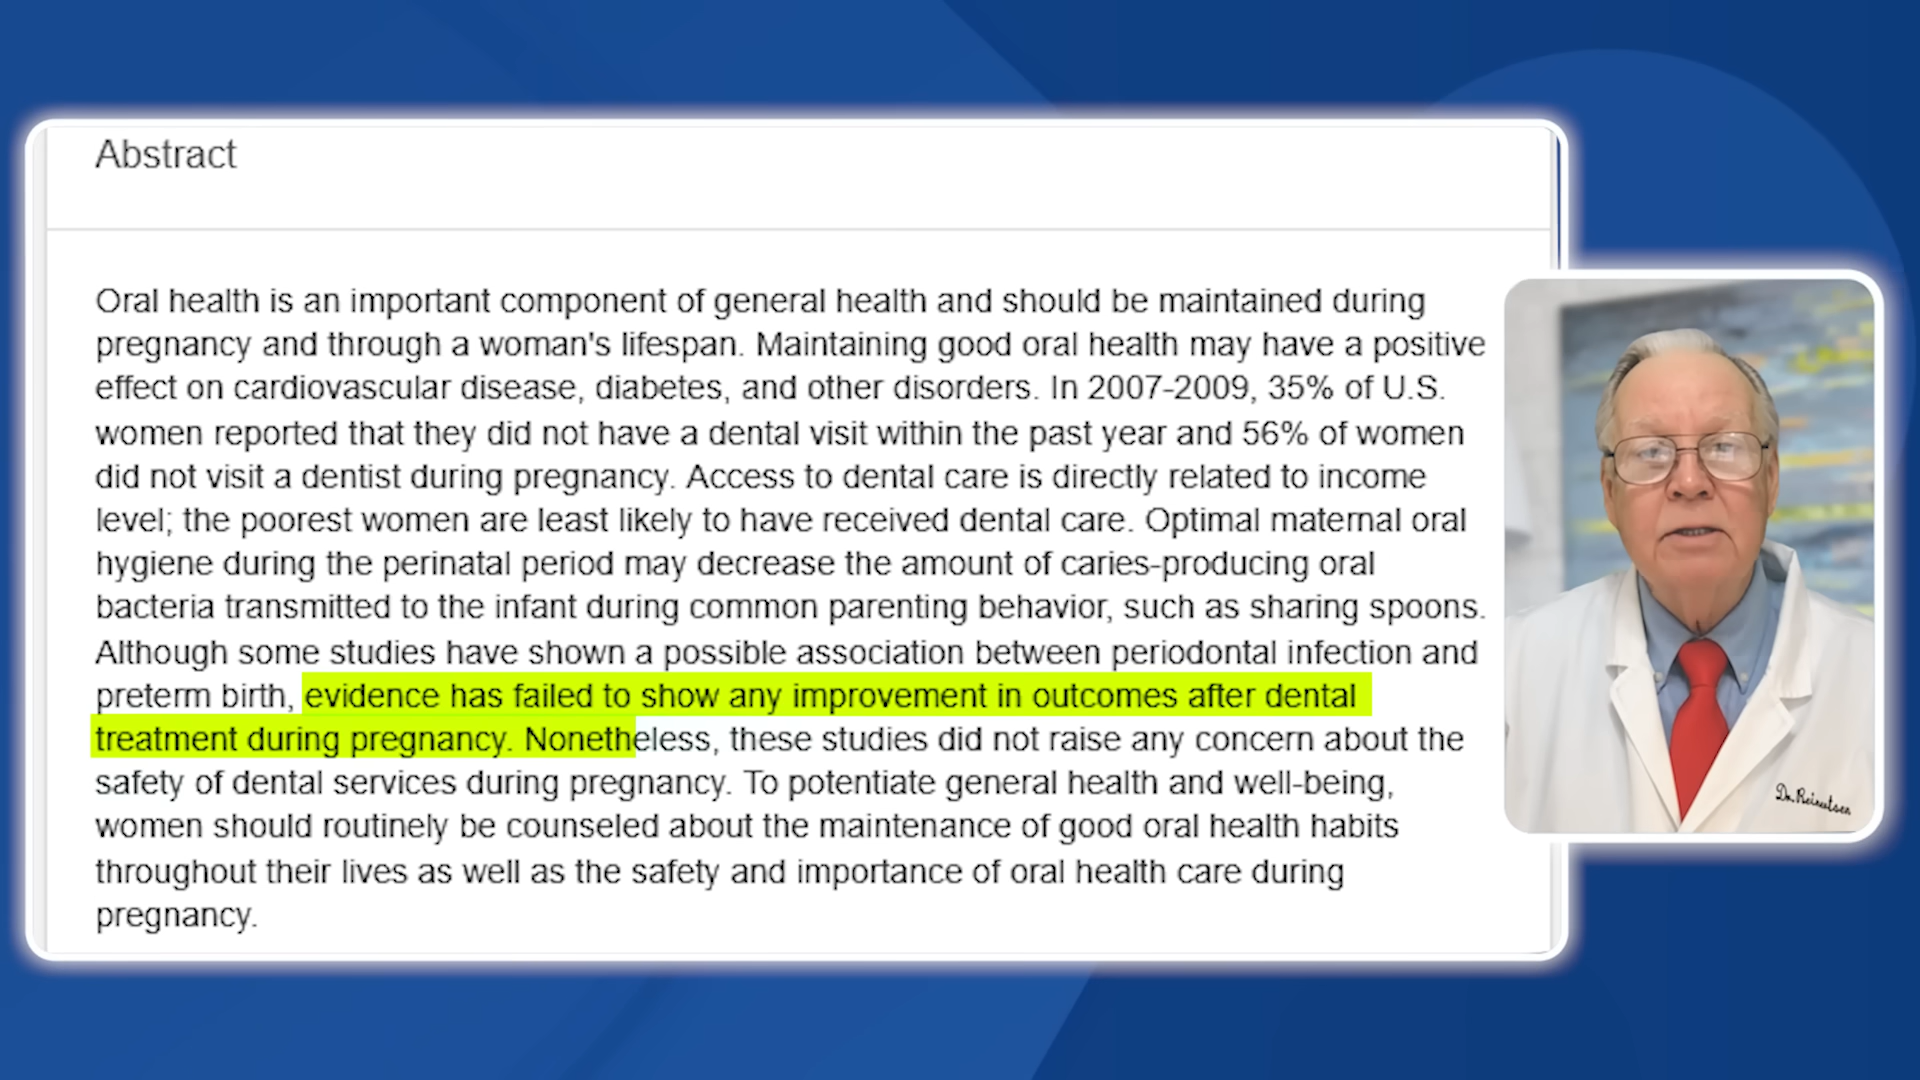 Abstract
Oral health is an important component of general health and should be maintained during
pregnancy and through a woman's lifespan. Maintaining good oral health may have a positive
effect on cardiovascular disease, diabetes, and other disorders. In 2007-2009, 35% of U.S.
women reported that they did not have a dental visit within the past year and 56% of women
did not visit a dentist during pregnancy. Access to dental care is directly related to income
level; the poorest women are least likely to have received dental care. Optimal maternal oral
hygiene during the perinatal period may decrease the amount of caries-producing oral
bacteria transmitted to the infant during common parenting behavior, such as sharing spoons.
Although some studies have shown a possible association between periodontal infection and
preterm birth, evidence has failed to show any improvement in outcomes after dental
treatment during pregnancy. Nonetheless, these studies did not raise any concern about the
safety of dental services during pregnancy. To potentiate general health and well-being,
women should routinely be counseled about the maintenance of good oral health habits
throughout their lives as well as the safety and importance of oral health care during
pregnancy.
Dr.